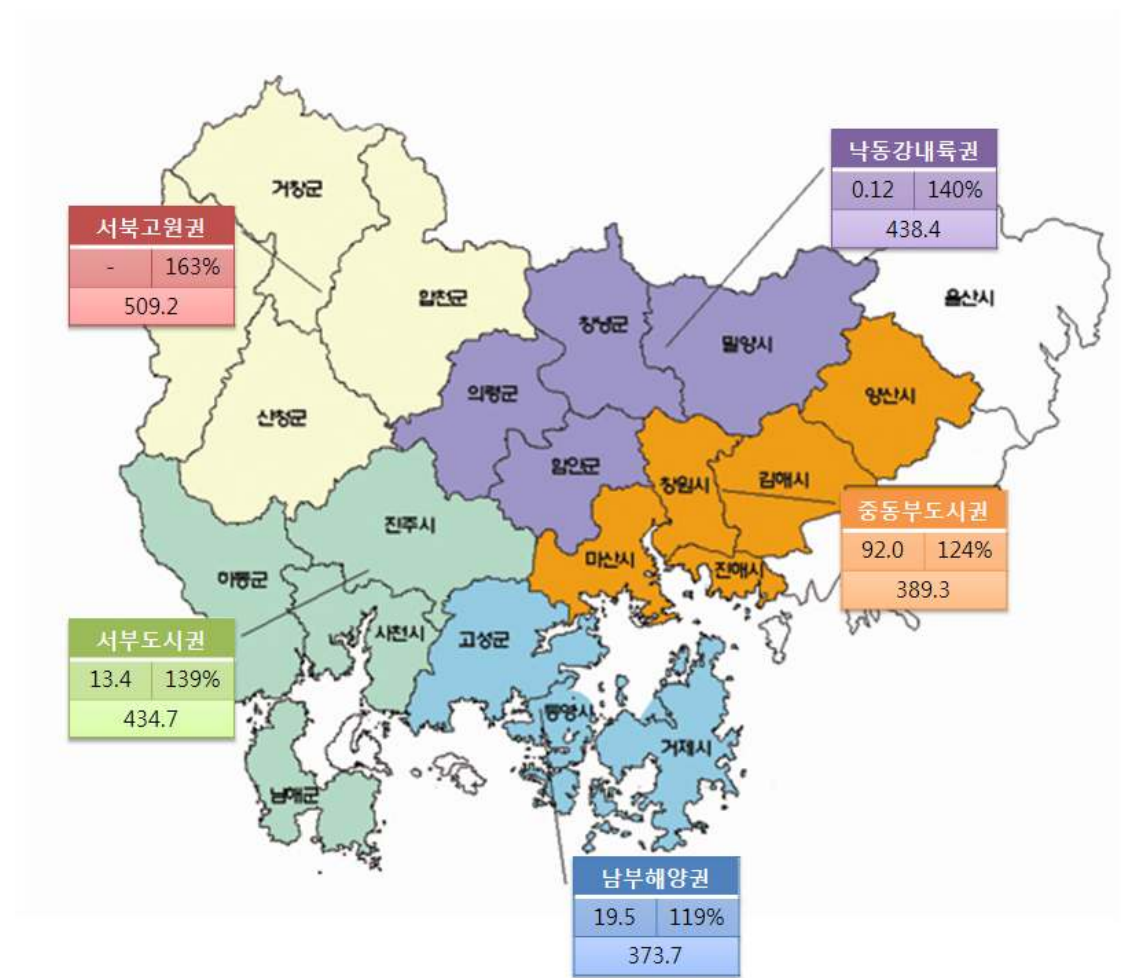 낙동강내륙권
0.12 140%
438.4
거창군
서북고원권
- 163%
509.2
합천군
창녕군
울산시
밀양시
의령군
양산시
산청군
함안군
창원시
김해시
중동부도시권
92.0 124%
389.3
진주시
마산시
진해시
하동군
서부도시권
13.4 139%
434.7
사천시
고성군
통영시
거제시
남해군
남부해양권
19.5 119%
373.7